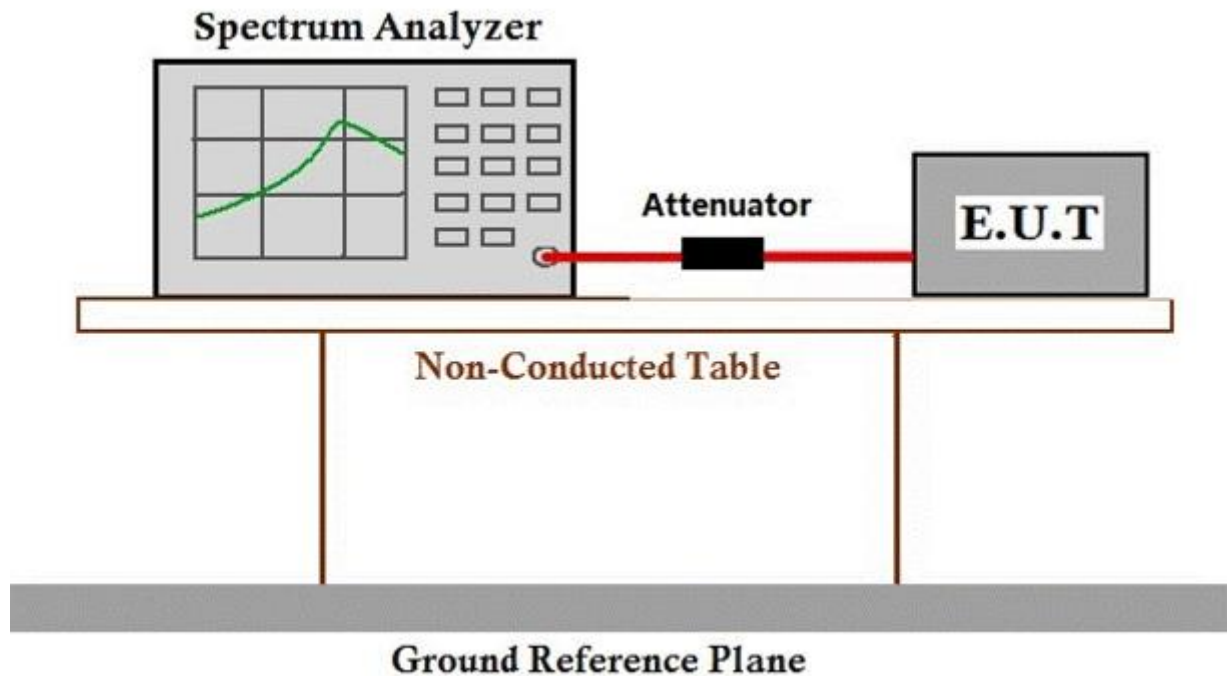 Spectrum Analyzer
Attenuator
E.U.T
Non-Conducted Table
Ground Reference Plane